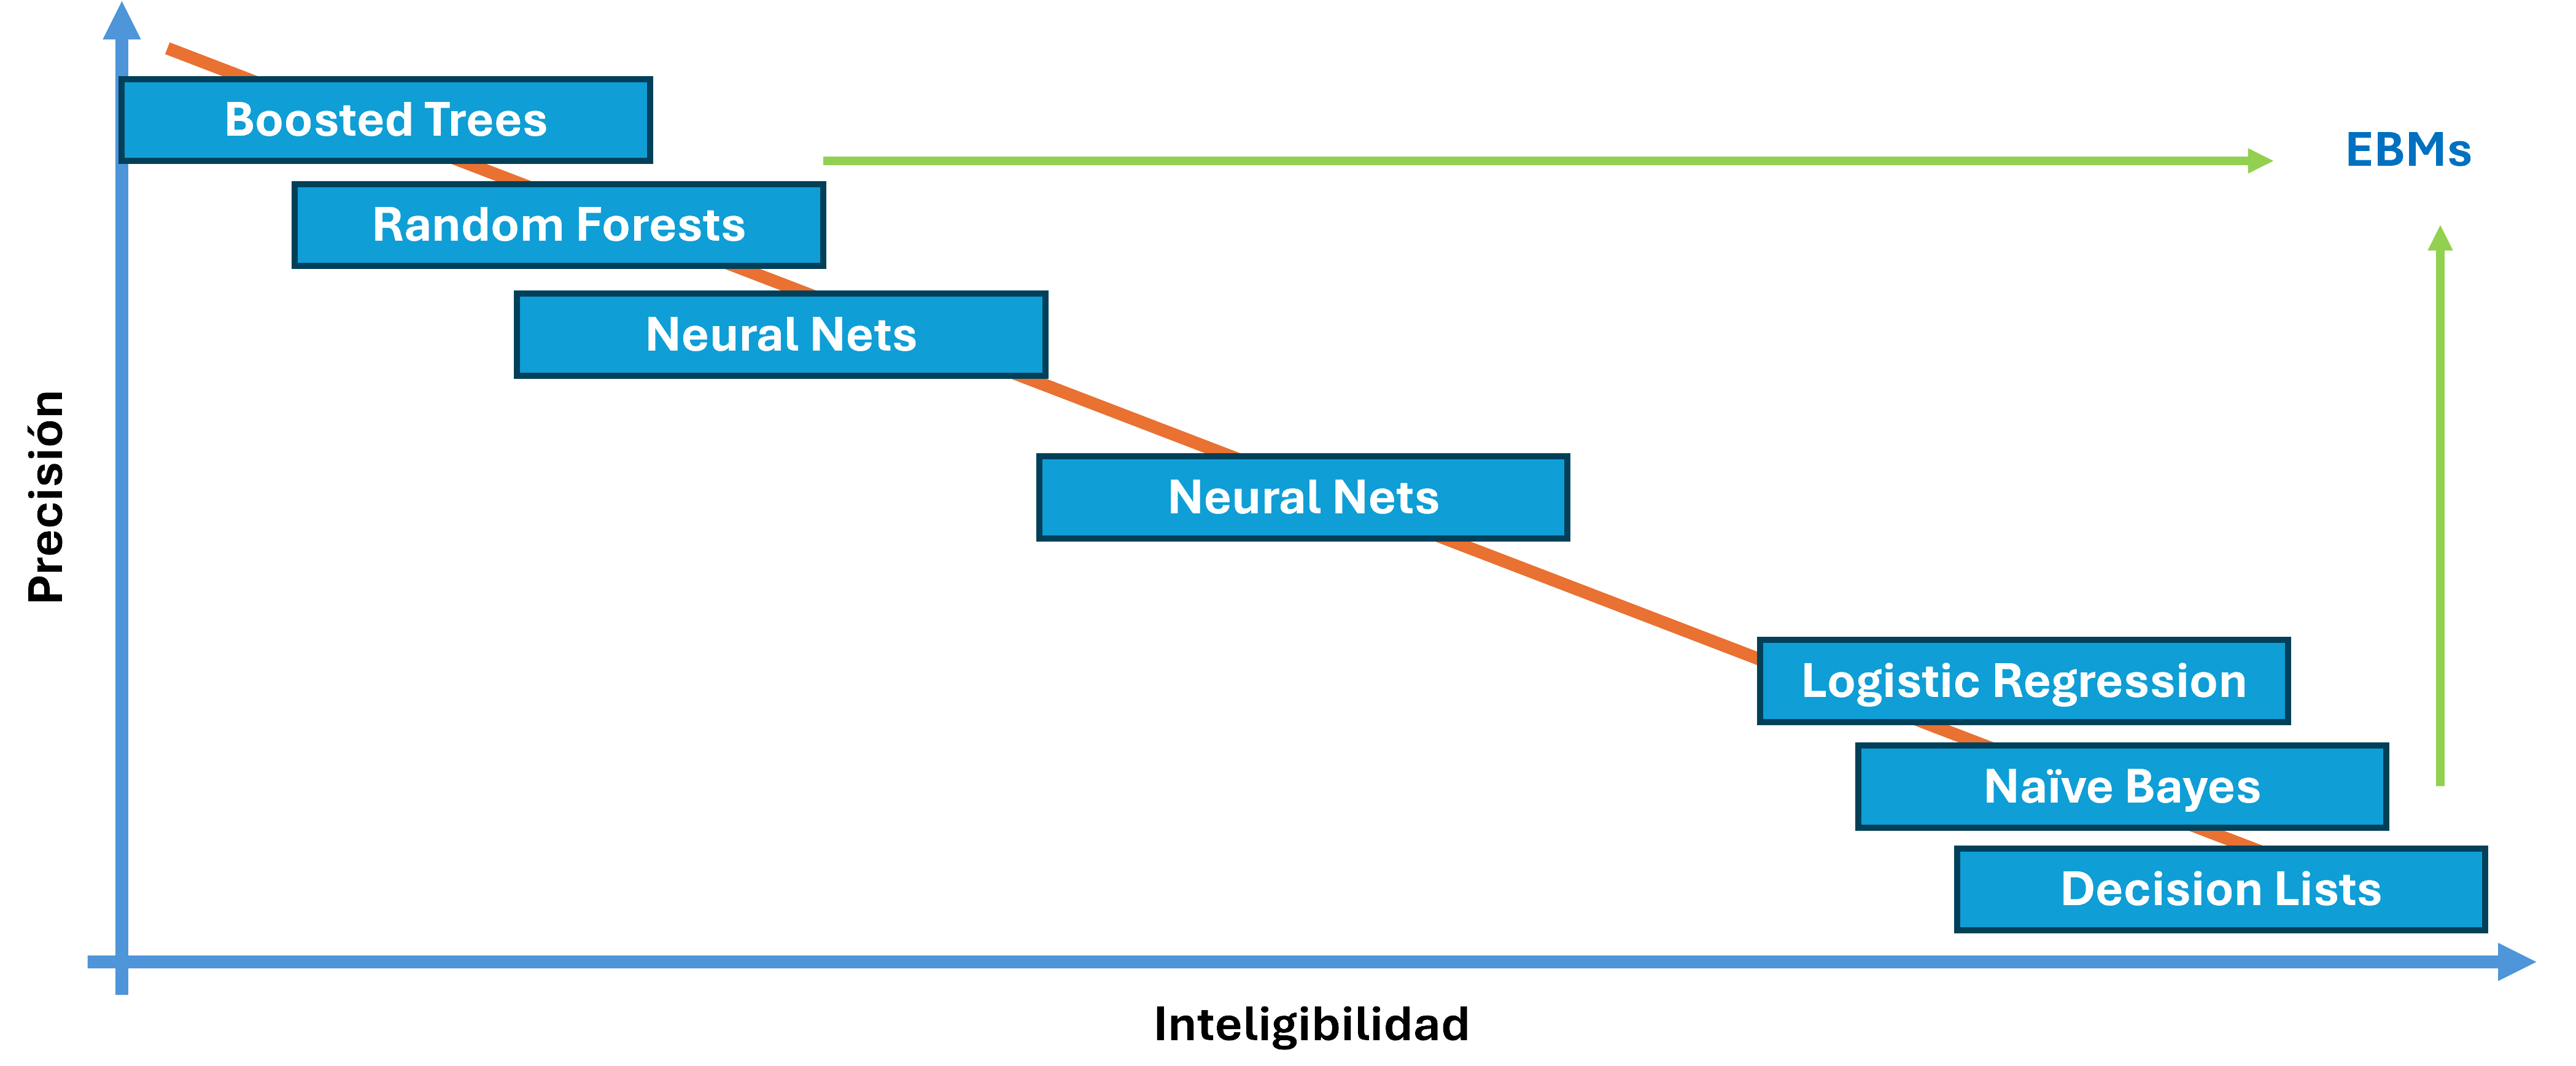 Boosted Trees
EBMs
Random Forests
Neural Nets
Precisión
Neural Nets
Logistic Regression
Naïve Bayes
Decision Lists
Inteligibilidad